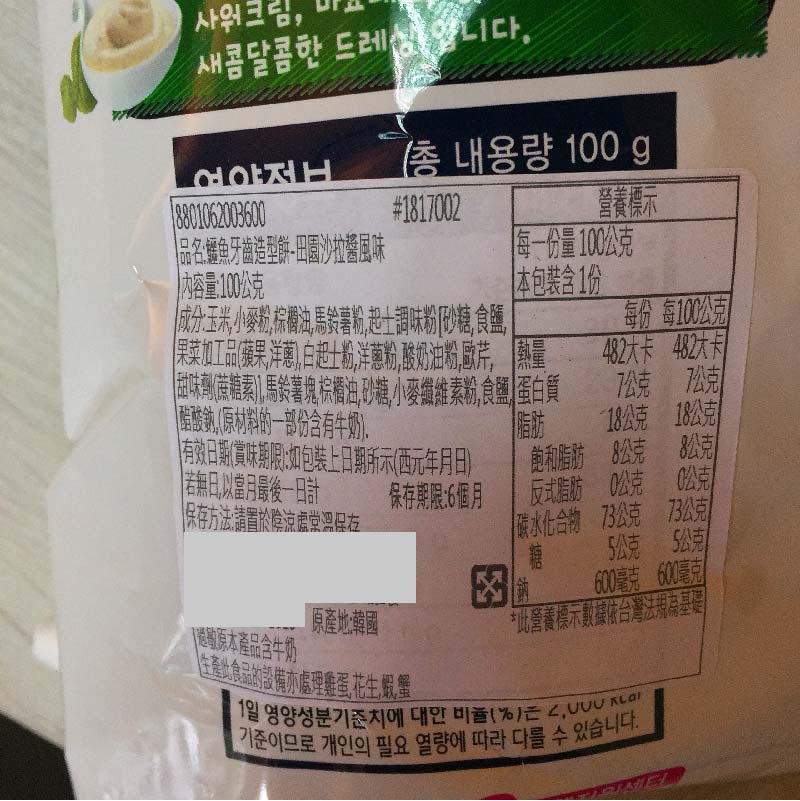 사워크림,
새콤달콤한 드레싱 입니다.
영양정보 총 내용량 100 g
8801062003600 #1817002
品名:鱷魚牙齒造型餅-田園沙拉醬風味
內容量:100公克
成分:玉米,小麥粉,棕櫚油,馬鈴薯粉,起士調味粉[砂糖,食鹽,
果菜加工品(蘋果,洋蔥),白起士粉,洋蔥粉,酸奶油粉,歐芹,
甜味劑(蔗糖素)],馬鈴薯塊,棕櫚油,砂糖,小麥纖維素粉,食鹽,
醋酸鈉,(原材料的一部份含有牛奶).
有效日期(賞味期限):如包裝上日期所示(西元年月日)
若無日,以當月最後一日計 保存期限:6個月
保存方法:請置於陰涼處常溫保存
原產地:韓國
過敏原本產品含牛奶
生產此食品的設備亦處理雞蛋,花生,蝦,蟹
營養標示
每一份量100公克
本包裝含1份
每份 每100公克
熱量 482大卡 482大卡
蛋白質 7公克 7公克
脂肪 18公克 18公克
飽和脂肪 8公克 8公克
反式脂肪 0公克 0公克
碳水化合物 73公克 73公克
糖 5公克 5公克
鈉 600毫克 600毫克
*此營養標示數據依台灣法規為基礎
1일 영양성분기준치에 대한 비율(%)은 2,000 kcal
기준이므로 개인의 필요 열량에 따라 다를 수 있습니다.